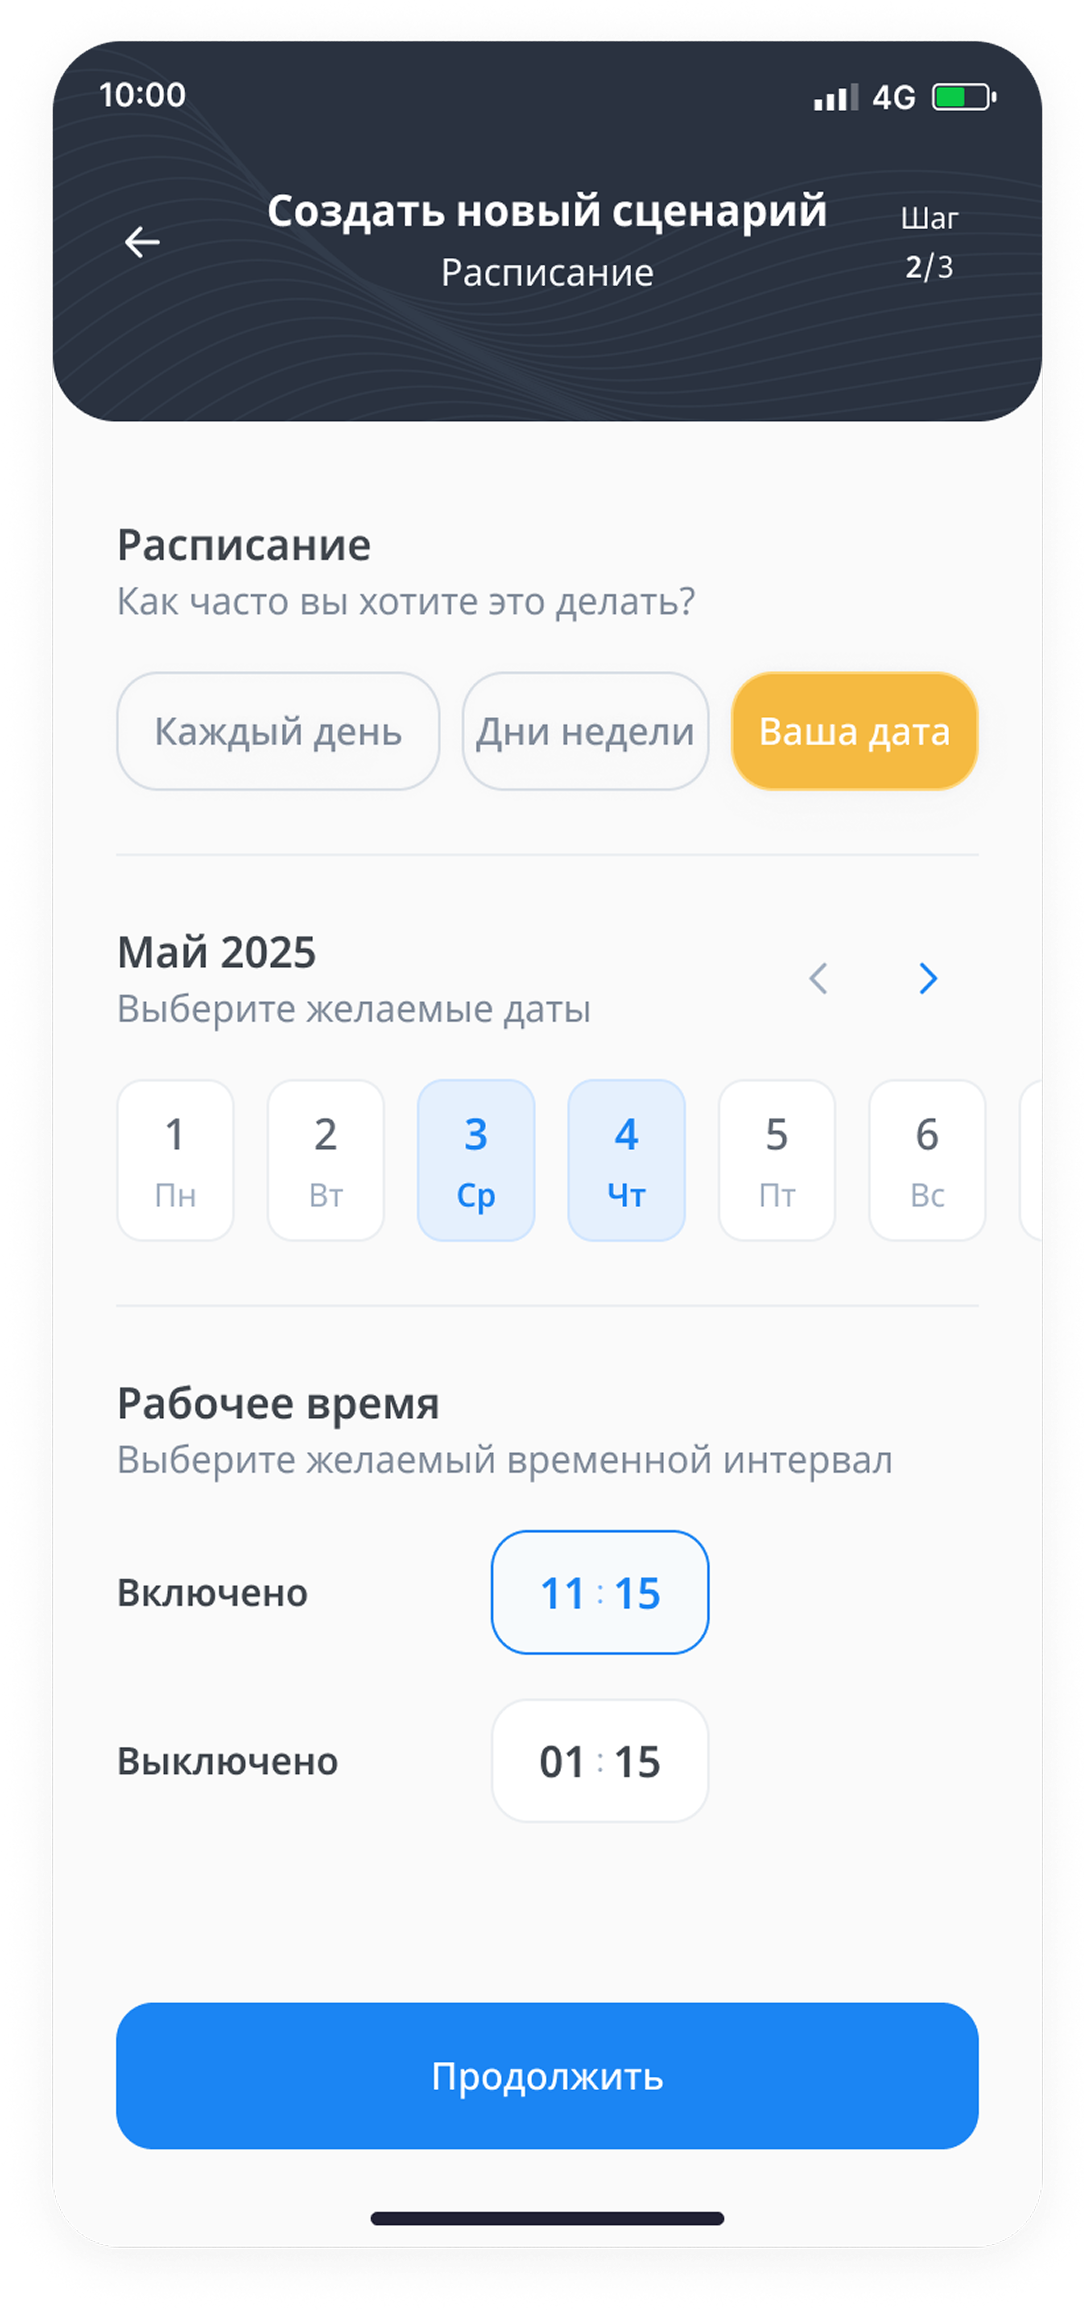 10:00 4G
Создать новый сценарий
Расписание
Шаг
2/3
Расписание
Как часто вы хотите это делать?
Каждый день Дни недели Ваша дата
Май 2025
Выберите желаемые даты
1 2 3 4 5 6
Пн Вт Ср Чт Пт Вс
Рабочее время
Выберите желаемый временной интервал
Включено 11 : 15
Выключено 01 : 15
Продолжить